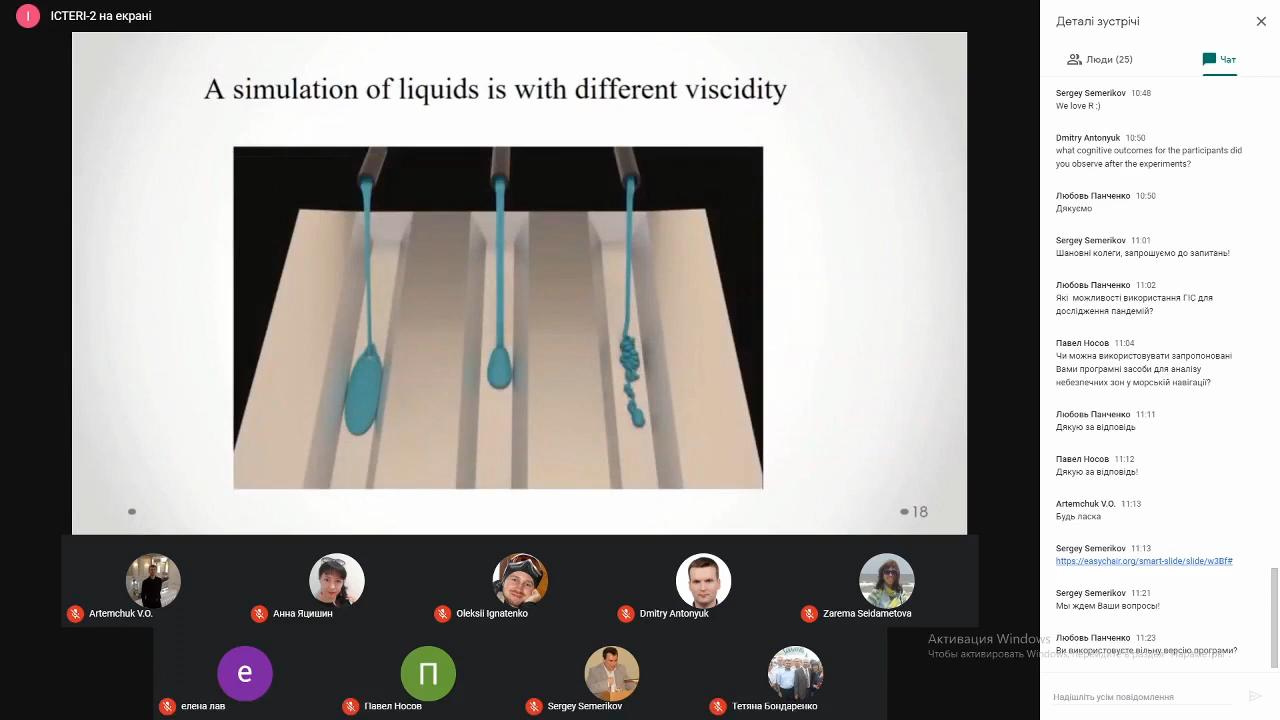 I
ICTERI-2 на екрані
A simulation of liquids is with different viscidity
18
Artemchuk V.O.
Анна Яцишин
Oleksii Ignatenko
Dmitry Antonyuk
Zarema Seidametova
е
елена лав
П
Павел Носов
Sergey Semerikov
Тетяна Бондаренко
Деталі зустрічі
Люди (25)
Чат
Sergey Semerikov 10:48
We love R :)
Dmitry Antonyuk 10:50
what cognitive outcomes for the participants did
you observe after the experiments?
Любовь Панченко 10:50
Дякуємо
Sergey Semerikov 11:01
Шановні колеги, запрошуємо до запитань!
Любовь Панченко 11:02
Які можливості використання ГІС для
дослідження пандемій?
Павел Носов 11:04
Чи можна використовувати запропоновані
Вами програмні засоби для аналізу
небезпечних зон у морській навігації?
Любовь Панченко 11:11
Дякую за відповідь
Павел Носов 11:12
Дякую за відповідь!
Artemchuk V.O. 11:13
Будь ласка
Sergey Semerikov 11:13
https://easychair.org/smart-slide/slide/w3Bf#
Sergey Semerikov 11:21
Мы ждем Ваши вопросы!
Любовь Панченко 11:23
Ви використовуєте вільну версію програми?
Активация Windows
Чтобы активировать Windows, перейдите в раздел "Параметры"
Надішліть усім повідомлення